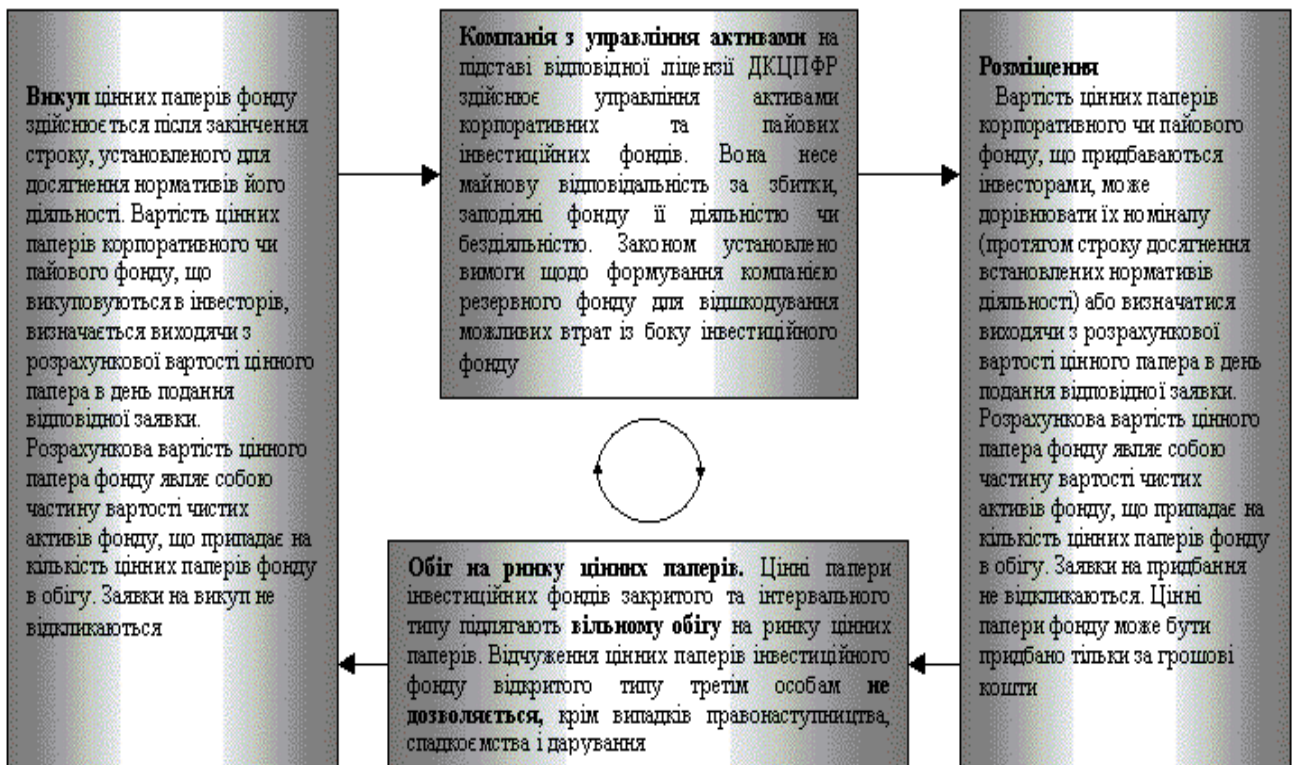 Викуп цінних паперів фонду
здійснюється після закінчення
строку, установленого для
досягнення нормативів його
діяльності. Вартість цінних
паперів корпоративного чи
пайового фонду, що
викуповуються в інвесторів,
визначається виходячи з
розрахункової вартості цінного
папера в день подання
відповідної заявки.
Розрахункова вартість цінного
папера фонду являє собою
частину вартості чистих
активів фонду, що припадає на
кількість цінних паперів фонду
в обігу. Заявки на викуп не
відкликаються
Компанія з управління активами на
підставі відповідної ліцензії ДКЦПФР
здійснює управління активами
корпоративних та пайових
інвестиційних фондів. Вона несе
майнову відповідальність за збитки,
заподіяні фонду її діяльністю чи
бездіяльністю. Законом установлено
вимоги щодо формування компанією
резервного фонду для відшкодування
можливих втрат із боку інвестиційного
фонду
Розміщення
Вартість цінних паперів
корпоративного чи пайового
фонду, що придбаваються
інвесторами, може
дорівнювати їх номіналу
(протягом строку досягнення
встановлених нормативів
діяльності) або визначатися
виходячи з розрахункової
вартості цінного папера в день
подання відповідної заявки.
Розрахункова вартість цінного
папера фонду являє собою
частину вартості чистих
активів фонду, що припадає на
кількість цінних паперів фонду
в обігу. Заявки на придбання
не відкликаються. Цінні
папери фонду може бути
придбано тільки за грошові
кошти
Обіг на ринку цінних паперів. Цінні папери
інвестиційних фондів закритого та інтервального
типу підлягають вільному обігу на ринку цінних
паперів. Відчуження цінних паперів інвестиційного
фонду відкритого типу третім особам не
дозволяється, крім випадків правонаступництва,
спадкоємства і дарування